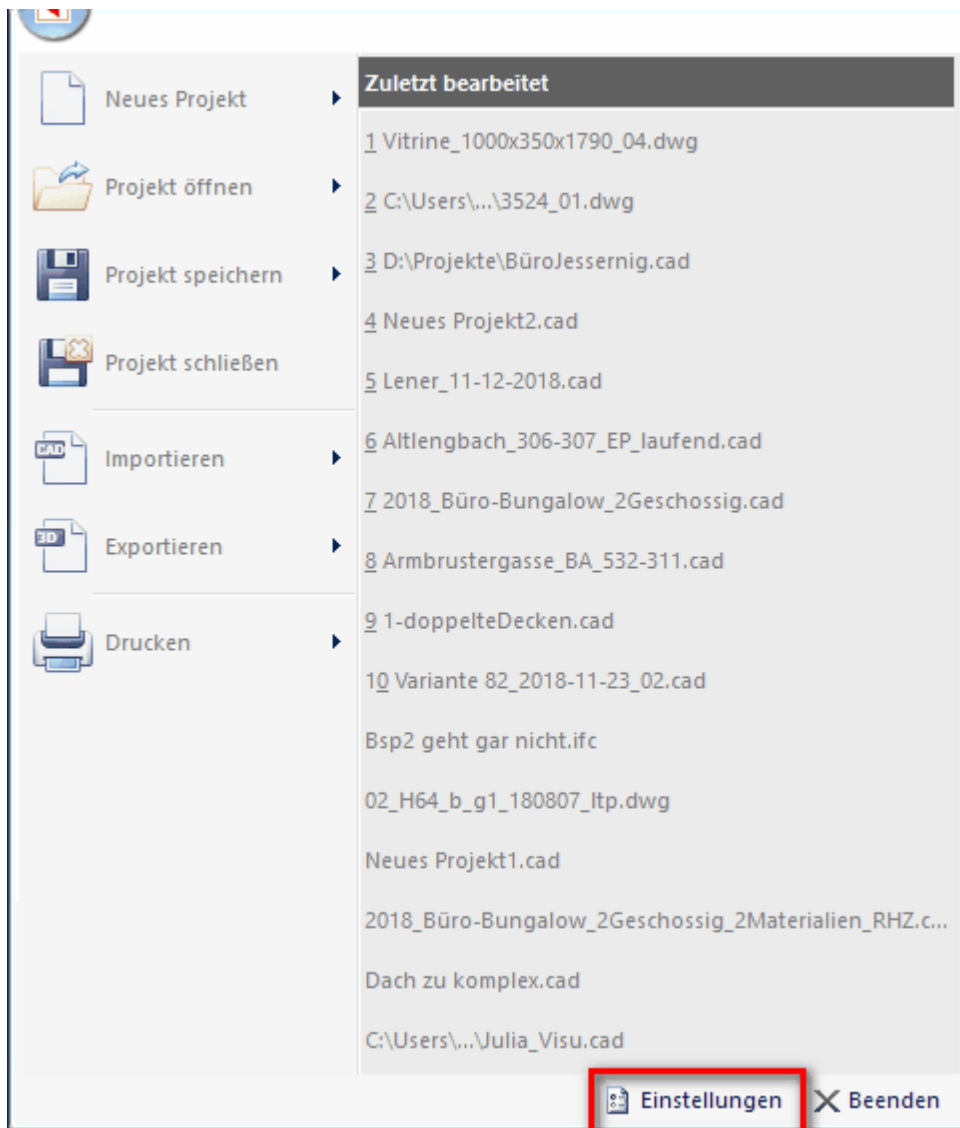 Neues Projekt
Projekt öffnen
Projekt speichern
Projekt schließen
CAD
Importieren
3D
Exportieren
Drucken
Zuletzt bearbeitet
1 Vitrine_1000x350x1790_04.dwg
2 C:\Users\...\3524_01.dwg
3 D:\Projekte\BüroJessernig.cad
4 Neues Projekt2.cad
5 Lener_11-12-2018.cad
6 Altlengbach_306-307_EP_laufend.cad
7 2018_Büro-Bungalow_2Geschossig.cad
8 Armbrustergasse_BA_532-311.cad
9 1-doppelteDecken.cad
10 Variante 82_2018-11-23_02.cad
Bsp2 geht gar nicht.ifc
02_H64_b_g1_180807_ltp.dwg
Neues Projekt1.cad
2018_Büro-Bungalow_2Geschossig_2Materialien_RHZ.c...
Dach zu komplex.cad
C:\Users\...\Julia_Visu.cad
Einstellungen
Beenden